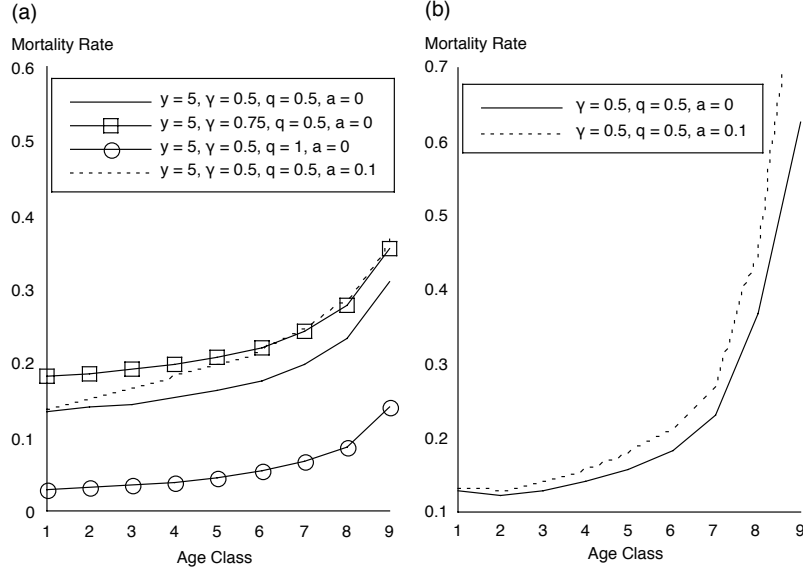 (a)
Mortality Rate
0.6
0.5
0.4
0.3
0.2
0.1
0
y = 5, γ = 0.5, q = 0.5, a = 0
y = 5, γ = 0.75, q = 0.5, a = 0
y = 5, γ = 0.5, q = 1, a = 0
y = 5, γ = 0.5, q = 0.5, a = 0.1
1 2 3 4 5 6 7 8 9
Age Class
(b)
Mortality Rate
0.7
0.6
0.5
0.4
0.3
0.2
0.1
γ = 0.5, q = 0.5, a = 0
γ = 0.5, q = 0.5, a = 0.1
1 2 3 4 5 6 7 8 9
Age Class